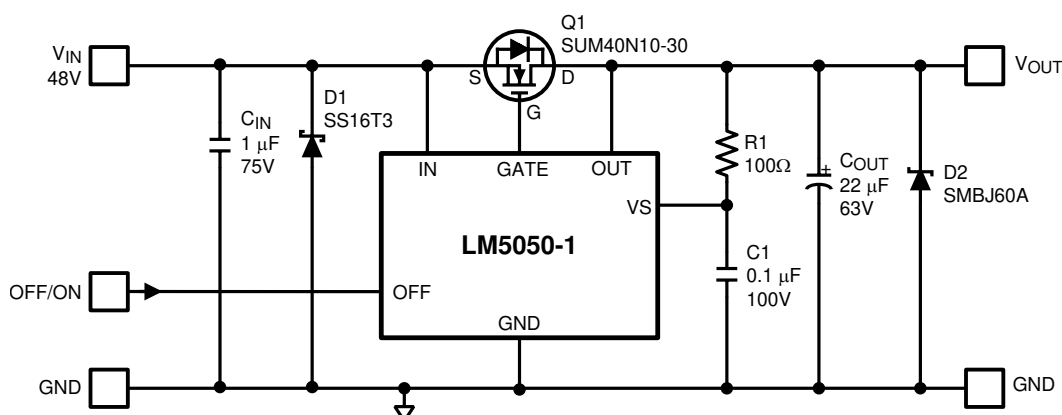 Q1
SUM40N10-30
VIN
48V
S
D
G
VOUT
CIN
1 μF
75V
D1
SS16T3
IN
GATE
OUT
R1
100Ω
COUT
22 μF
63V
+
D2
SMBJ60A
VS
LM5050-1
C1
0.1 μF
100V
OFF/ON
OFF
GND
GND
GND